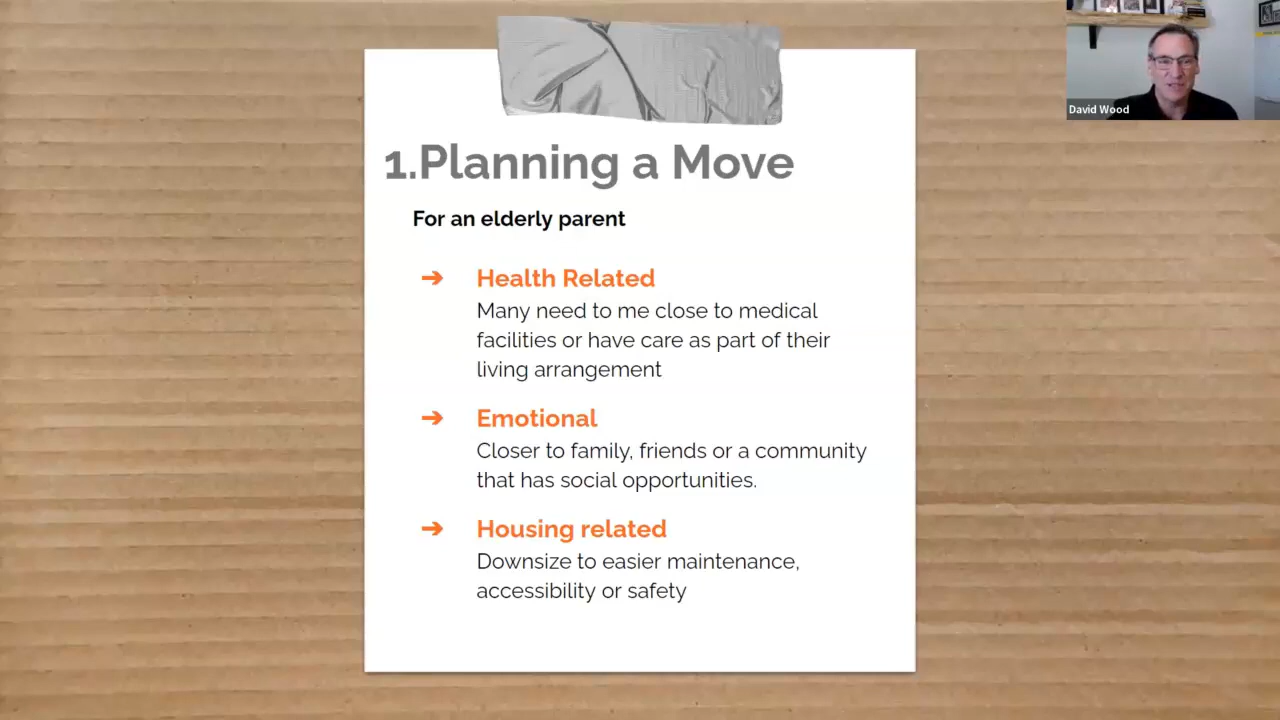 David Wood
1.Planning a Move
For an elderly parent
➔ Health Related
Many need to me close to medical
facilities or have care as part of their
living arrangement
➔ Emotional
Closer to family, friends or a community
that has social opportunities.
➔ Housing related
Downsize to easier maintenance,
accessibility or safety